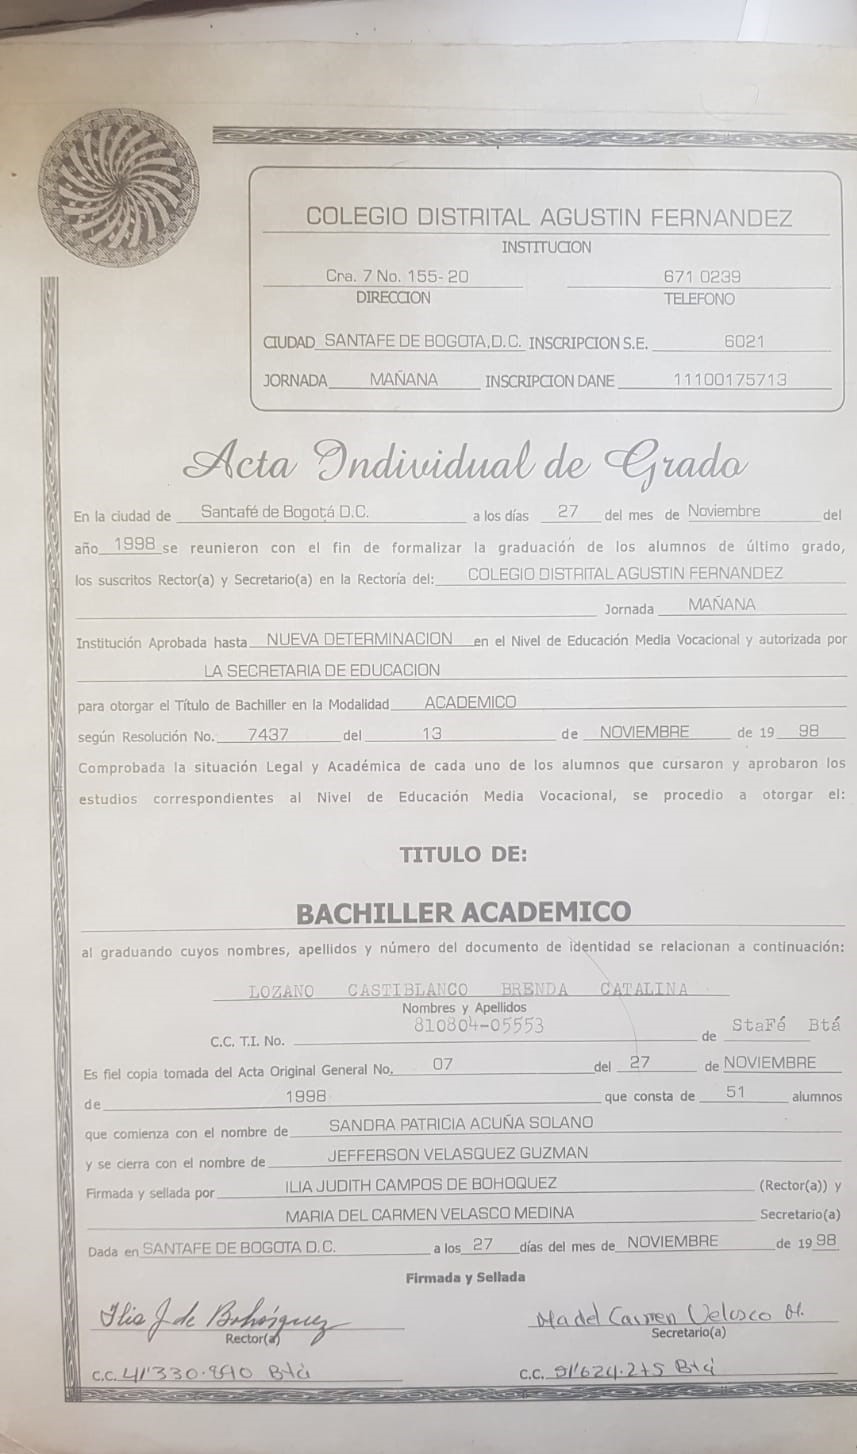 COLEGIO DISTRITAL AGUSTIN FERNANDEZ
INSTITUCION
Cra. 7 No. 155-20 671 0239
DIRECCION TELEFONO
CIUDAD SANTAFE DE BOGOTA,D.C. INSCRIPCION S.E. 6021
JORNADA MAÑANA INSCRIPCION DANE 11100175713
Acta Individual de Grado
En la ciudad de Santafé de Bogotá D.C. a los días 27 del mes de Noviembre del
año 1998 se reunieron con el fin de formalizar la graduación de los alumnos de último grado,
los suscritos Rector(a) y Secretario(a) en la Rectoría del: COLEGIO DISTRITAL AGUSTIN FERNANDEZ
Jornada MAÑANA
Institución Aprobada hasta NUEVA DETERMINACION en el Nivel de Educación Media Vocacional y autorizada por
LA SECRETARIA DE EDUCACION
para otorgar el Título de Bachiller en la Modalidad ACADEMICO
según Resolución No. 7437 del 13 de NOVIEMBRE de 19 98
Comprobada la situación Legal y Académica de cada uno de los alumnos que cursaron y aprobaron los
estudios correspondientes al Nivel de Educación Media Vocacional, se procedio a otorgar el:
TITULO DE:
BACHILLER ACADEMICO
al graduando cuyos nombres, apellidos y número del documento de identidad se relacionan a continuación:
LOZANO CASTIBLANCO BRENDA CATALINA
Nombres y Apellidos
C.C. T.I. No. 810804-05553 de StaFé Btá
Es fiel copia tomada del Acta Original General No. 07 del 27 de NOVIEMBRE
de 1998 que consta de 51 alumnos
que comienza con el nombre de SANDRA PATRICIA ACUÑA SOLANO
y se cierra con el nombre de JEFFERSON VELASQUEZ GUZMAN
Firmada y sellada por ILIA JUDITH CAMPOS DE BOHOQUEZ (Rector(a)) y
MARIA DEL CARMEN VELASCO MEDINA Secretario(a)
Dada en SANTAFE DE BOGOTA D.C. a los 27 días del mes de NOVIEMBRE de 19 98
Firmada y Sellada
Ilia J de Bohórquez Ma del Carmen Velasco M.
Rector(a) Secretario(a)
C.C. Btá C.C. Btá